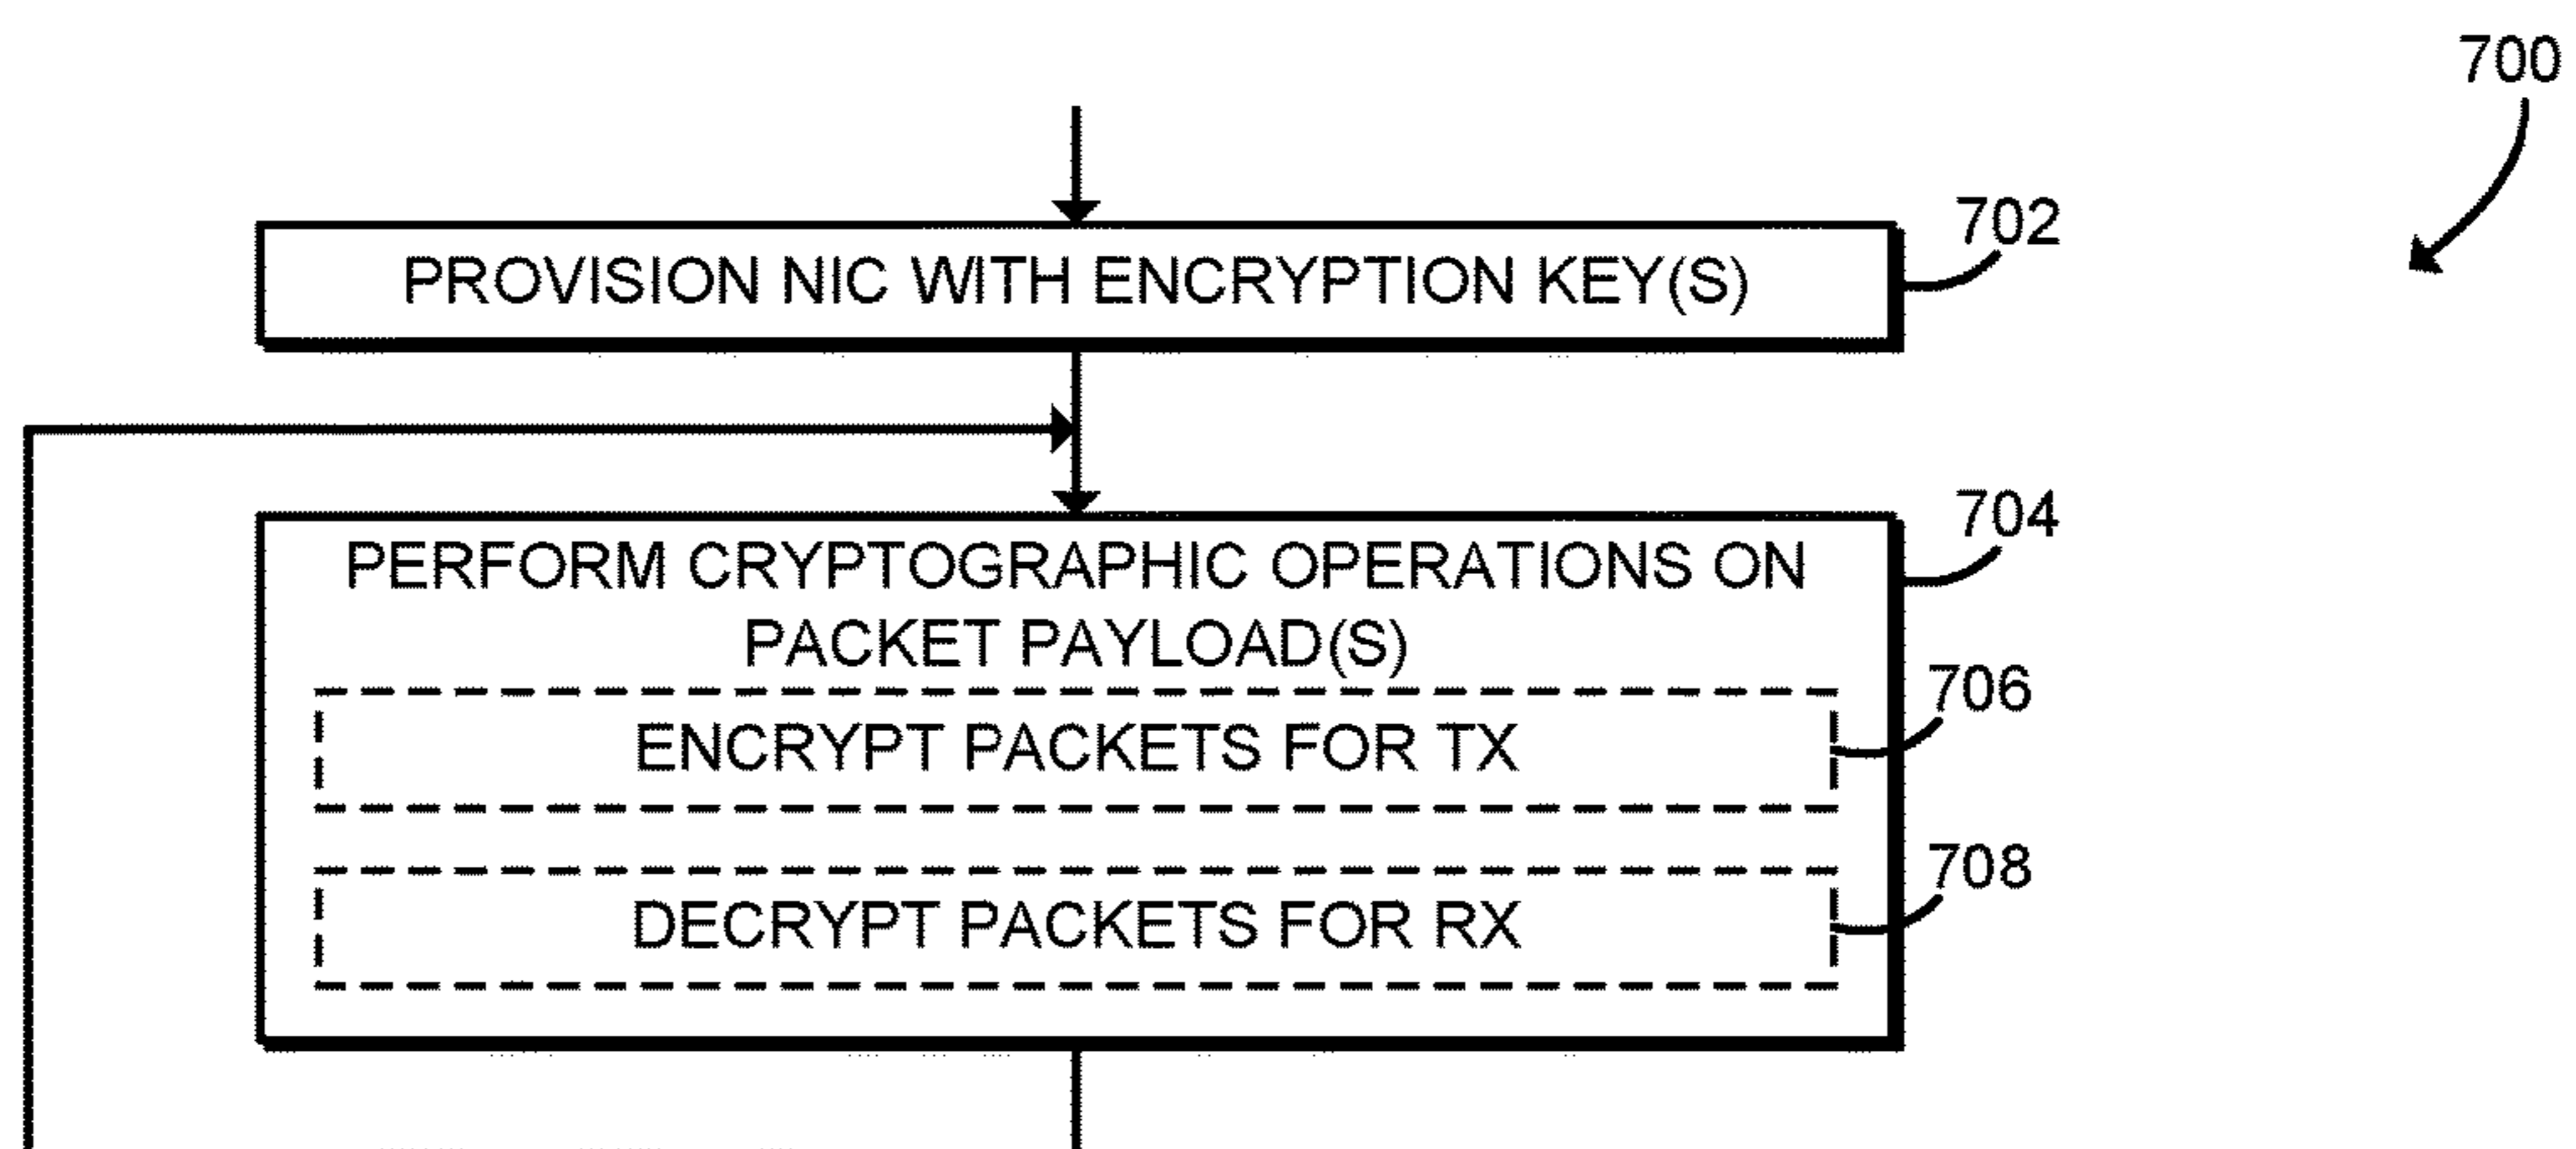 700
702
PROVISION NIC WITH ENCRYPTION KEY(S)
704
PERFORM CRYPTOGRAPHIC OPERATIONS ON
PACKET PAYLOAD(S)
706
ENCRYPT PACKETS FOR TX
708
DECRYPT PACKETS FOR RX